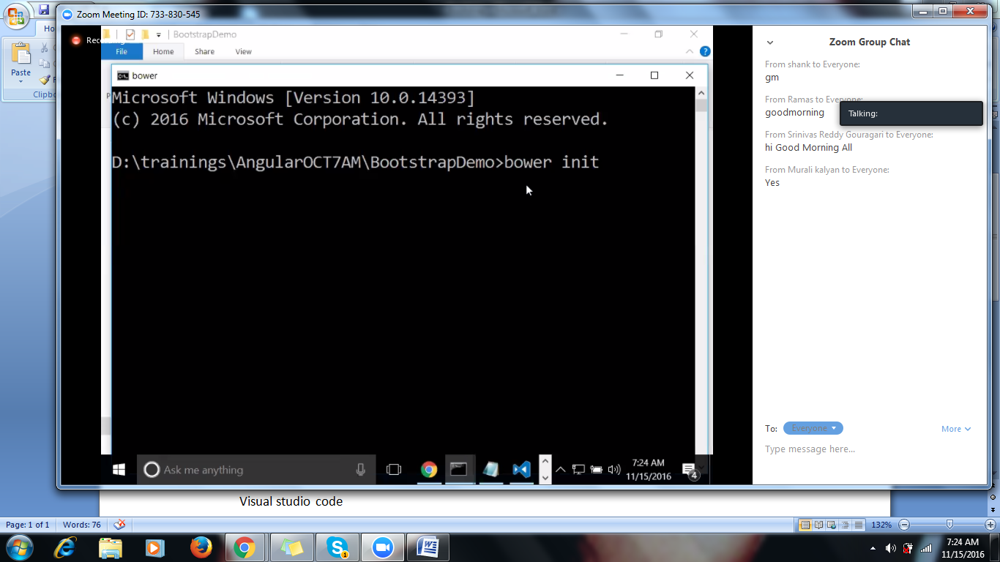 Zoom Meeting ID: 733-830-545
Ho
Paste
Clipbo
Rec
BootstrapDemo
File
Home
Share
View
bower
Microsoft Windows [Version 10.0.14393]
(c) 2016 Microsoft Corporation. All rights reserved.
D:\trainings\AngularOCT7AM\BootstrapDemo>bower init
Ask me anything
7:24 AM
11/15/2016
4
Zoom Group Chat
From shank to Everyone:
gm
From Ramas to Everyone:
goodmorning
Talking:
From Srinivas Reddy Gouragari to Everyone:
hi Good Morning All
From Murali kalyan to Everyone:
Yes
To:
Everyone
More
Type message here...
Visual studio code
Page: 1 of 1
Words: 76
132%
1
7:24 AM
11/15/2016